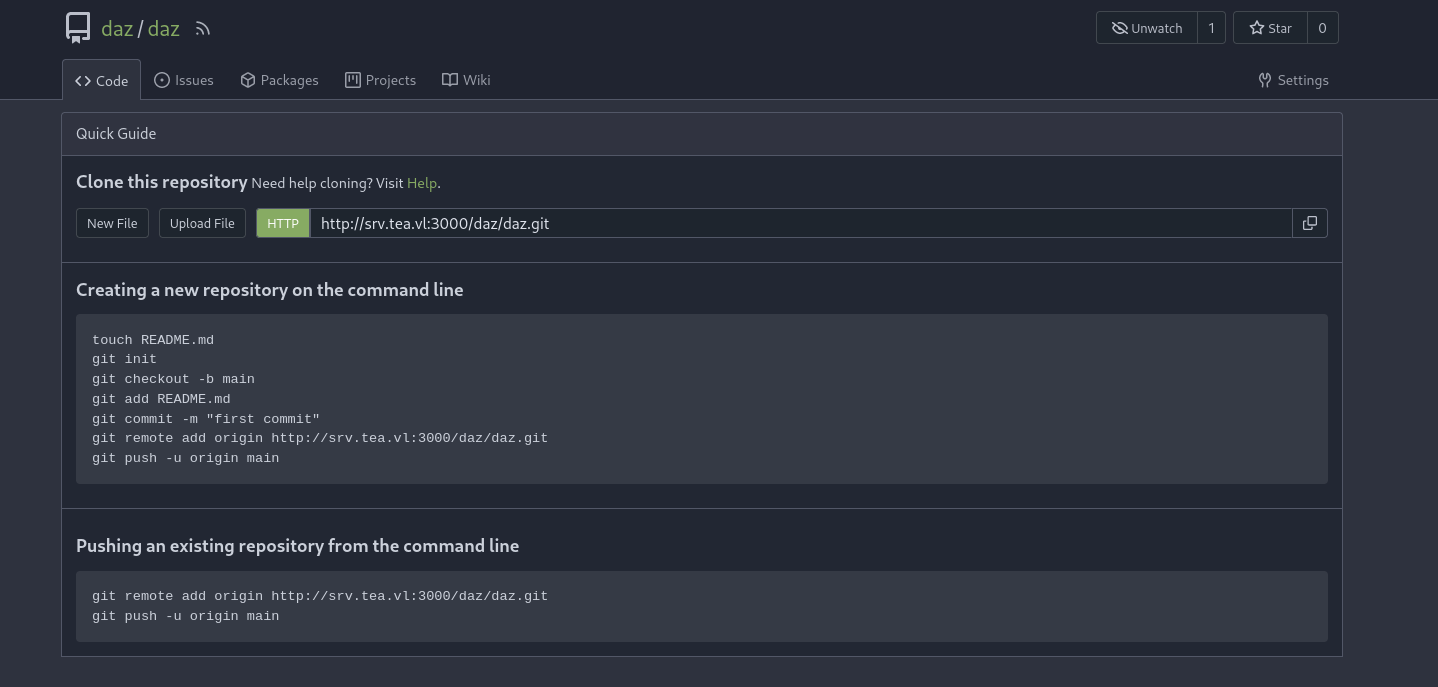 daz / daz
Unwatch 1 Star 0
Code Issues Packages Projects Wiki Settings
Quick Guide
Clone this repository Need help cloning? Visit Help.
New File Upload File HTTP http://srv.tea.vl:3000/daz/daz.git
Creating a new repository on the command line
touch README.md
git init
git checkout -b main
git add README.md
git commit -m "first commit"
git remote add origin http://srv.tea.vl:3000/daz/daz.git
git push -u origin main
Pushing an existing repository from the command line
git remote add origin http://srv.tea.vl:3000/daz/daz.git
git push -u origin main